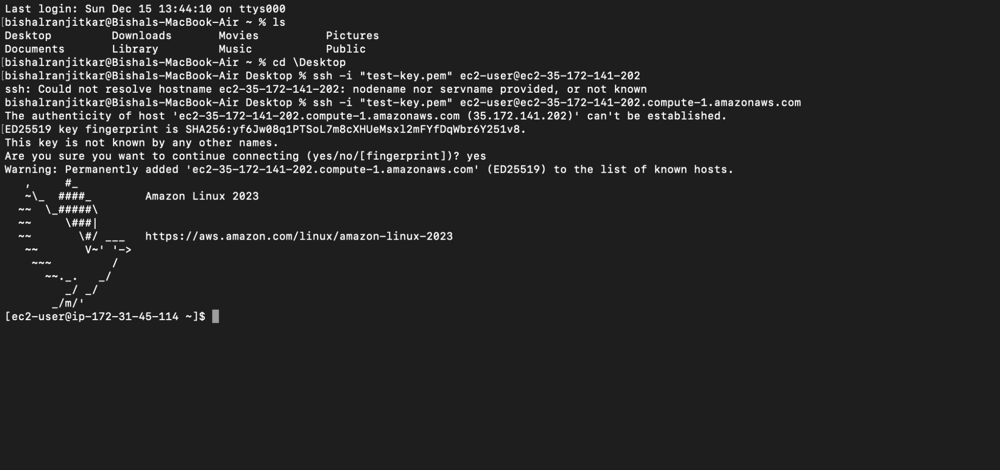 Last login: Sun Dec 15 13:44:10 on ttys000
[bishalranjitkar@Bishals-MacBook-Air ~ % ls
Desktop         Downloads       Movies          Pictures
Documents       Library         Music           Public
[bishalranjitkar@Bishals-MacBook-Air ~ % cd \Desktop
[bishalranjitkar@Bishals-MacBook-Air Desktop % ssh -i "test-key.pem" ec2-user@ec2-35-172-141-202
ssh: Could not resolve hostname ec2-35-172-141-202: nodename nor servname provided, or not known
bishalranjitkar@Bishals-MacBook-Air Desktop % ssh -i "test-key.pem" ec2-user@ec2-35-172-141-202.compute-1.amazonaws.com
The authenticity of host 'ec2-35-172-141-202.compute-1.amazonaws.com (35.172.141.202)' can't be established.
[ED25519 key fingerprint is SHA256:yf6Jw08q1PTSoL7m8cXHUeMsxl2mFYfDqWbr6Y251v8.
This key is not known by any other names.
Are you sure you want to continue connecting (yes/no/[fingerprint])? yes
Warning: Permanently added 'ec2-35-172-141-202.compute-1.amazonaws.com' (ED25519) to the list of known hosts.
   ,     #_
   ~\_  ####_        Amazon Linux 2023
  ~~  \_#####\
  ~~     \###|
  ~~       \#/ ___   https://aws.amazon.com/linux/amazon-linux-2023
   ~~       V~' '->
    ~~~         /
      ~~._.   _/
         _/ _/
       _/m/'
[ec2-user@ip-172-31-45-114 ~]$